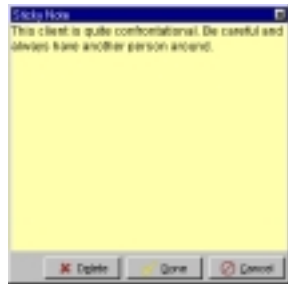 Sticky Note
This client is quite confrontational. Be careful and
always have another person around.
Delete
Done
Cancel